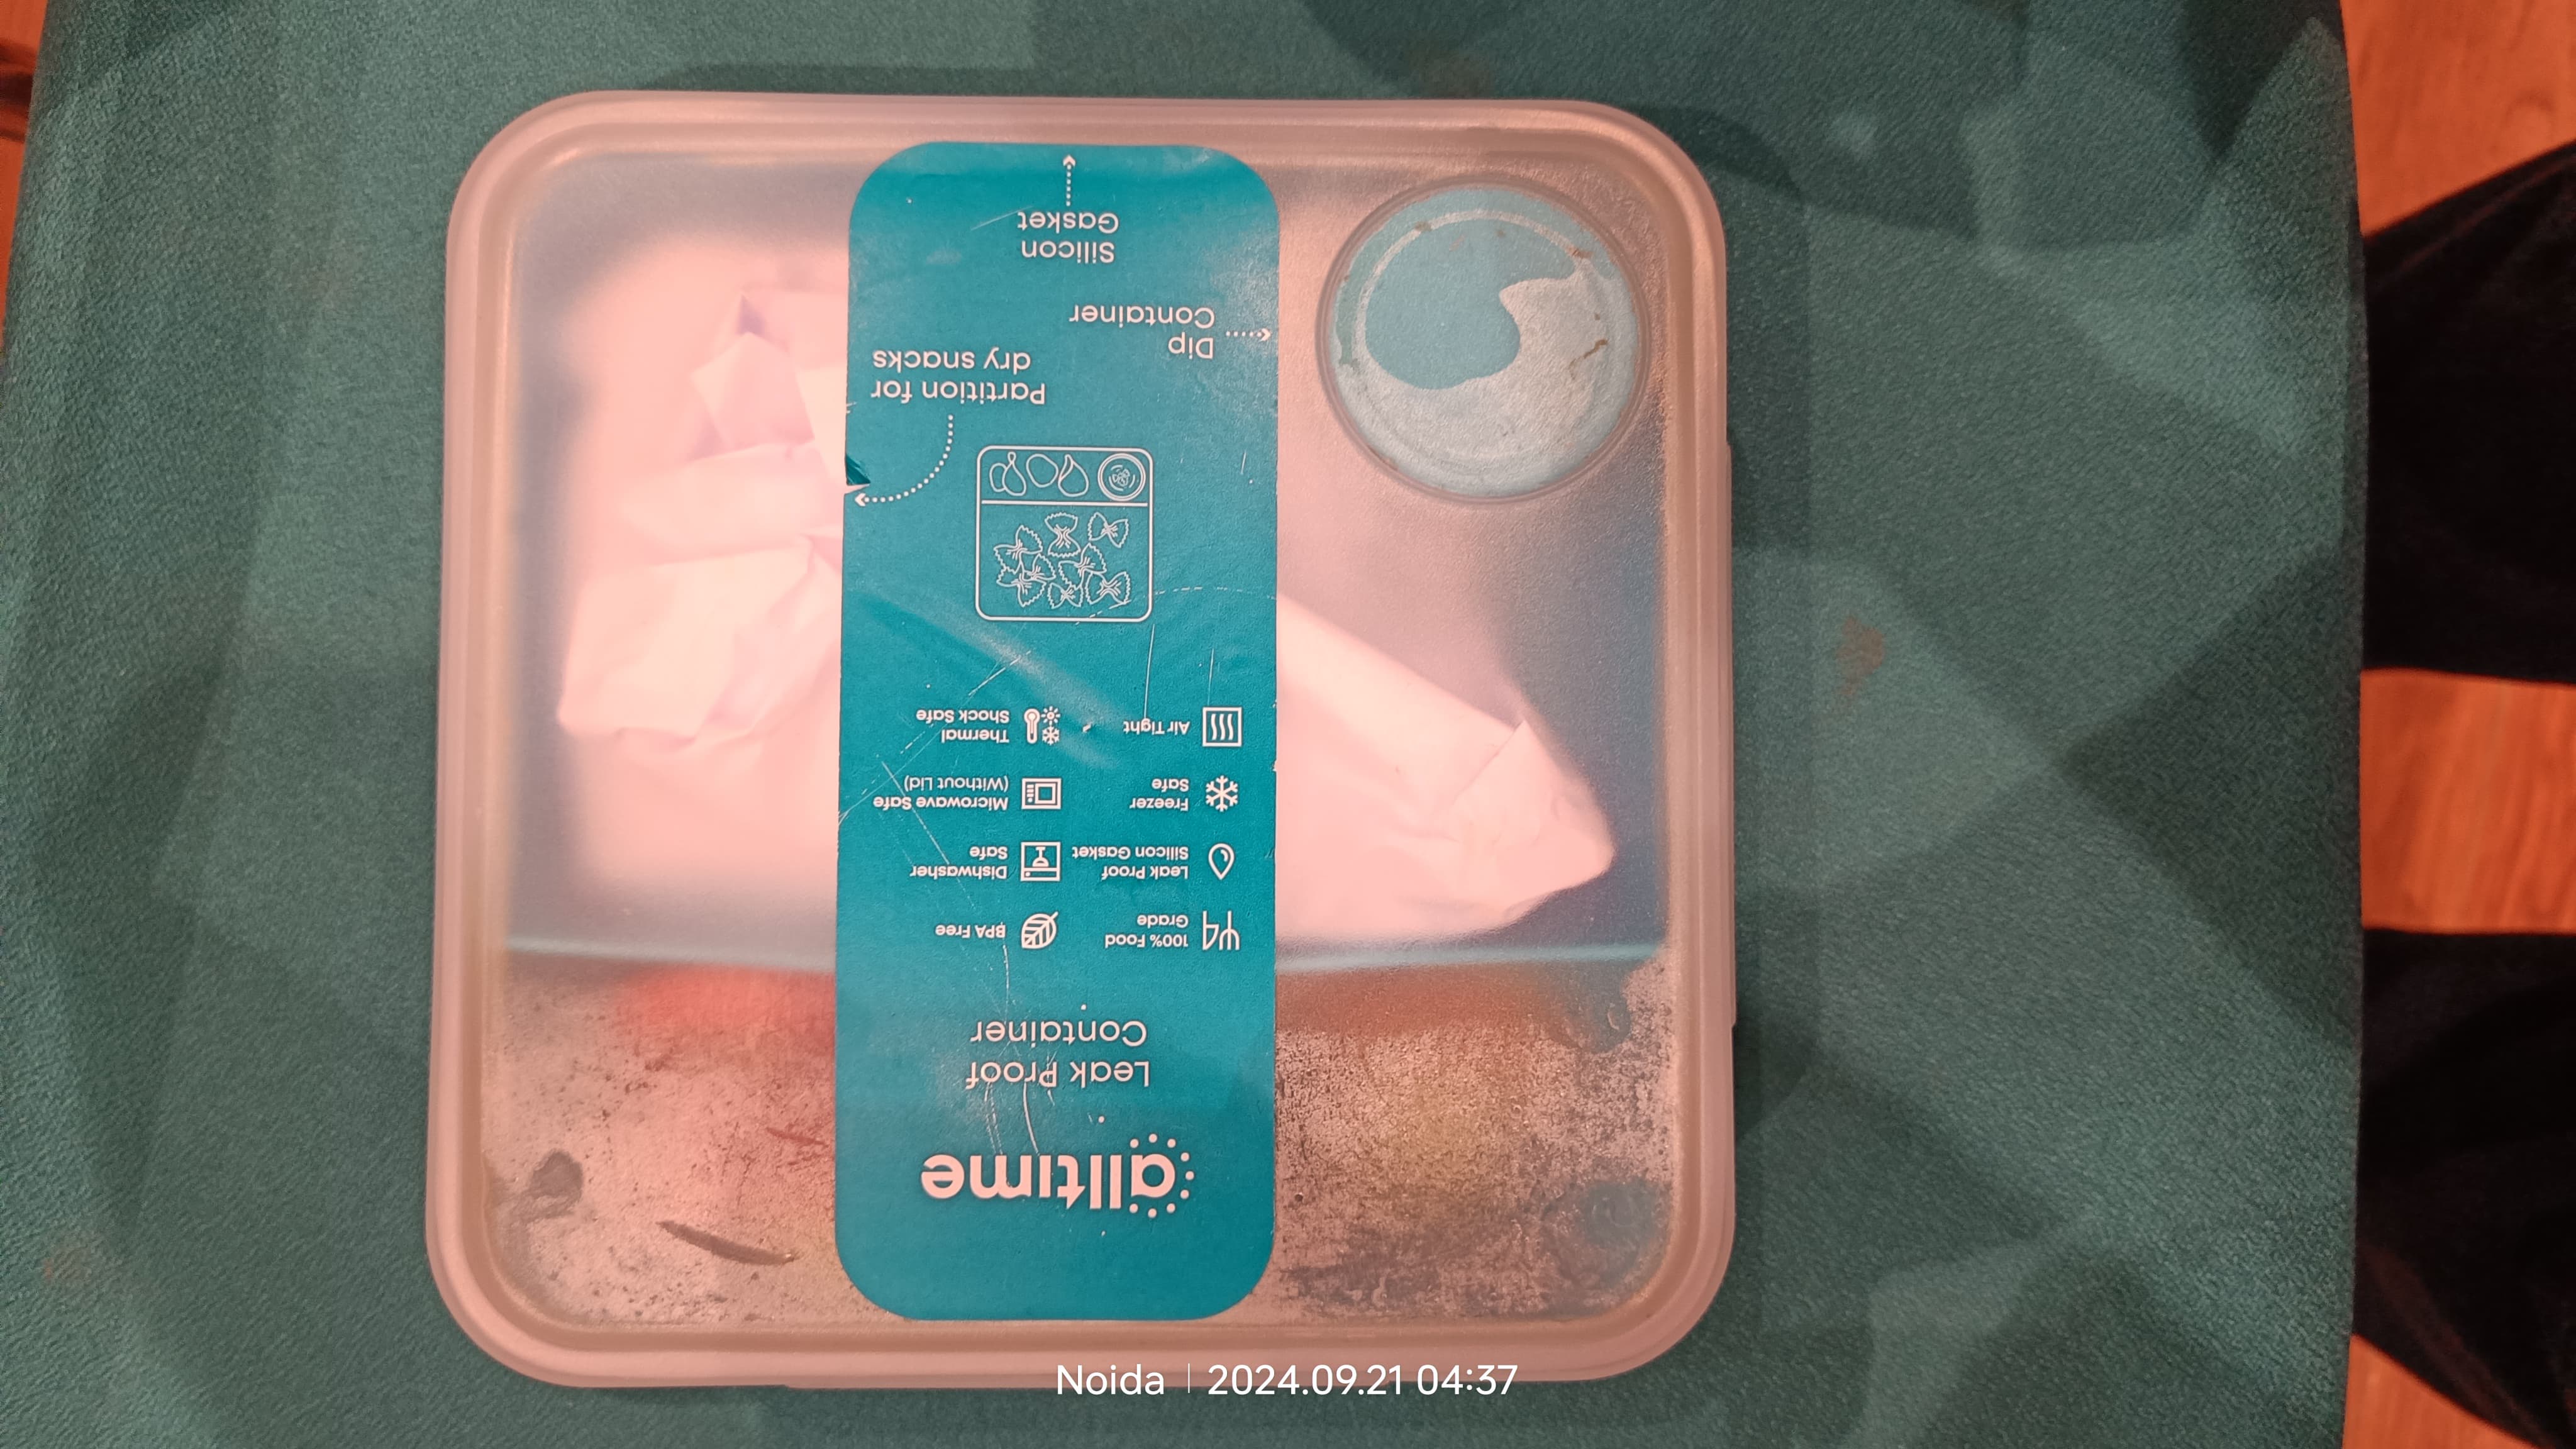 alltime
Leak Proof
Container
100% Food
Grade
BPA Free
Leak Proof
Silicon Gasket
Dishwasher
Safe
Freezer
Safe
Microwave Safe
(Without Lid)
Air Tight
Thermal
Shock Safe
Partition for
dry snacks
Dip
Container
Silicon
Gasket
Noida | 2024.09.21 04:37